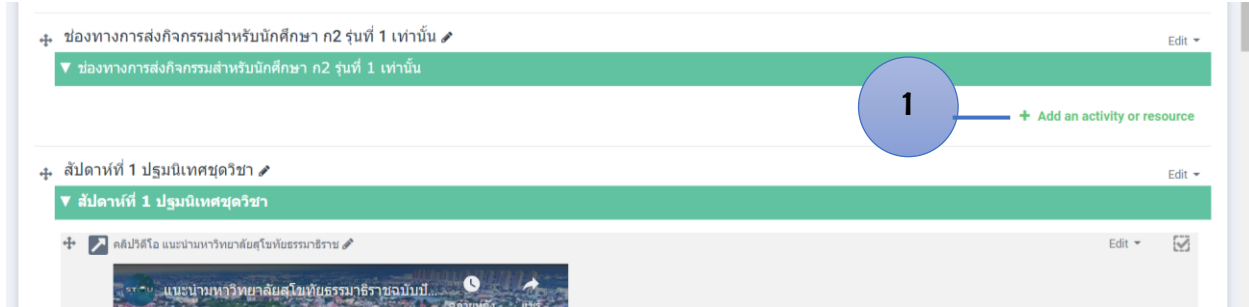 ช่องทางการส่งกิจกรรมสำหรับนักศึกษา ก2 รุ่นที่ 1 เท่านั้น
Edit
ช่องทางการส่งกิจกรรมสำหรับนักศึกษา ก2 รุ่นที่ 1 เท่านั้น
1
+ Add an activity or resource
สัปดาห์ที่ 1 ปฐมนิเทศชุดวิชา
Edit
สัปดาห์ที่ 1 ปฐมนิเทศชุดวิชา
คลิปวิดีโอ แนะนำมหาวิทยาลัยสุโขทัยธรรมาธิราช
Edit
แนะนำมหาวิทยาลัยสุโขทัยธรรมาธิราชฉบับป...